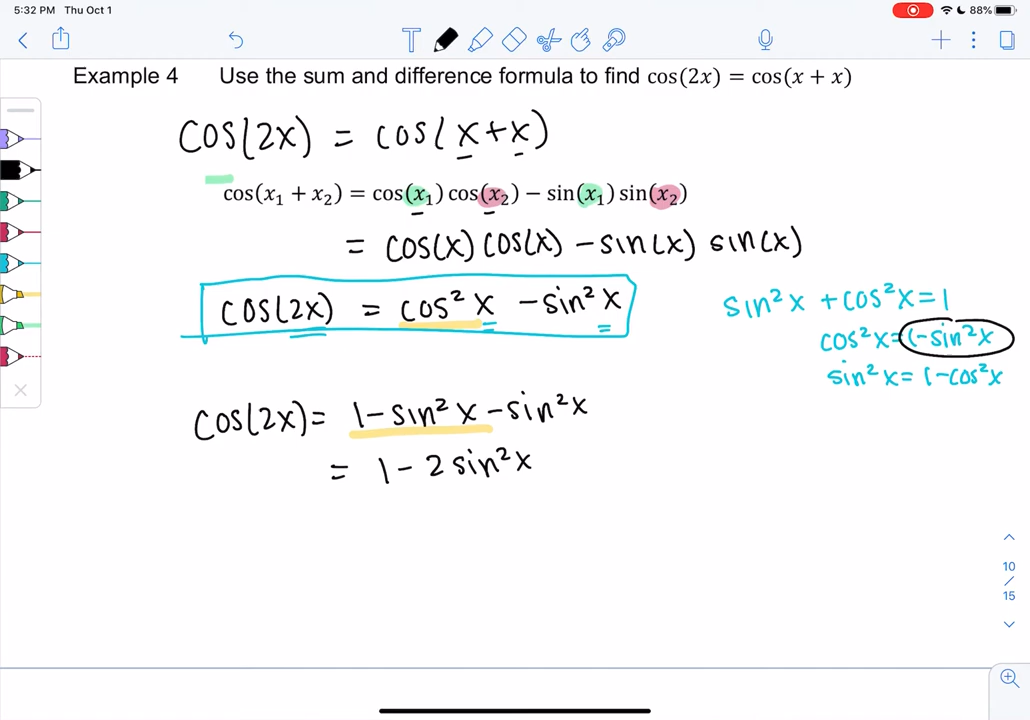 5:32 PM Thu Oct 1 88%
T
Example 4 Use the sum and difference formula to find cos(2x) = cos(x + x)
cos(2x) = cos(x+x)
cos(x₁ + x₂) = cos(x₁) cos(x₂) − sin(x₁) sin(x₂)
= cos(x) cos(x) - sin(x) sin(x)
cos(2x) = cos²x - sin²x
sin²x + cos²x = 1
cos²x = 1-sin²x
sin²x = 1-cos²x
cos(2x) = 1-sin²x - sin²x
= 1-2sin²x
10
/
15